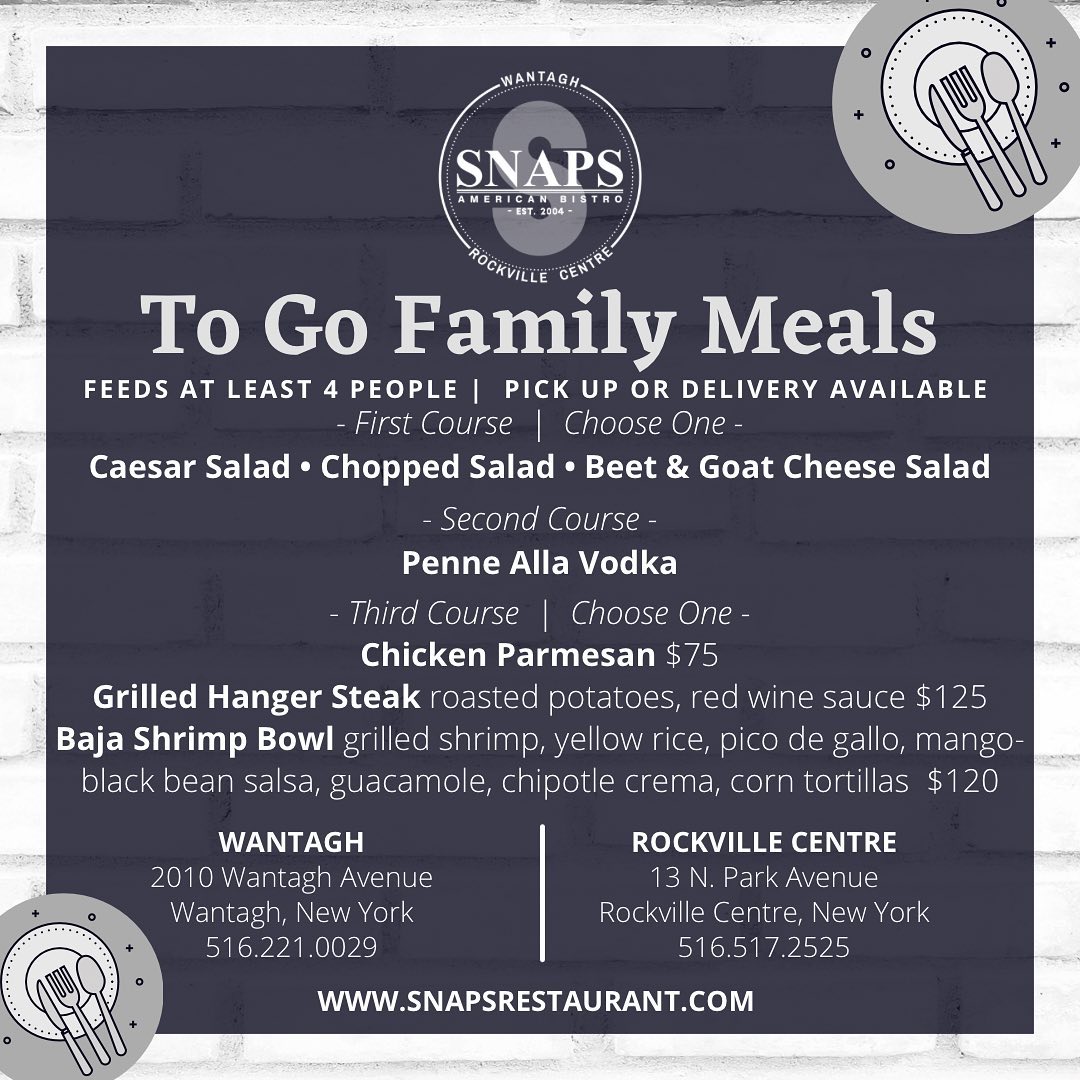 WANTAGH
S
SNAPS
AMERICAN BISTRO
- EST. 2004 -
ROCKVILLE CENTRE
To Go Family Meals
FEEDS AT LEAST 4 PEOPLE | PICK UP OR DELIVERY AVAILABLE
- First Course | Choose One -
Caesar Salad • Chopped Salad • Beet & Goat Cheese Salad
- Second Course -
Penne Alla Vodka
- Third Course | Choose One -
Chicken Parmesan $75
Grilled Hanger Steak roasted potatoes, red wine sauce $125
Baja Shrimp Bowl grilled shrimp, yellow rice, pico de gallo, mango-
black bean salsa, guacamole, chipotle crema, corn tortillas $120
WANTAGH
2010 Wantagh Avenue
Wantagh, New York
516.221.0029
ROCKVILLE CENTRE
13 N. Park Avenue
Rockville Centre, New York
516.517.2525
WWW.SNAPSRESTAURANT.COM